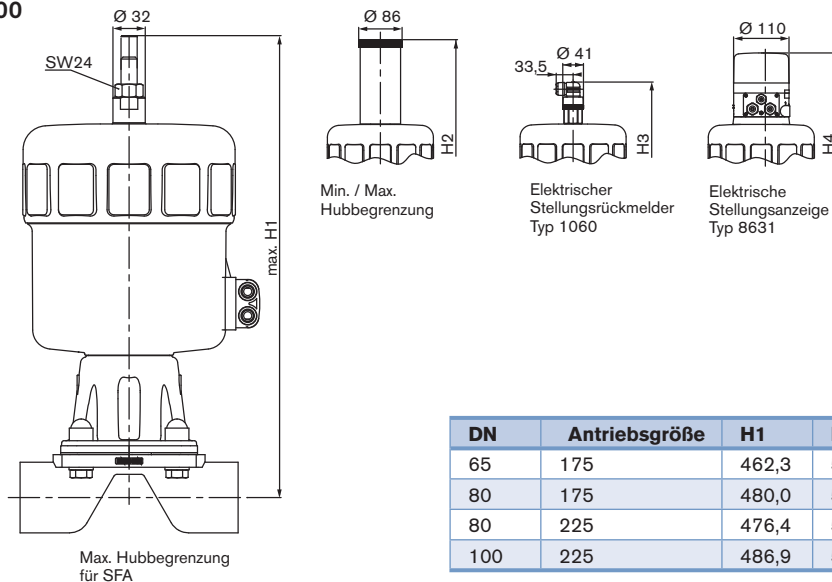 00
Ø 32
SW24
max. H1
Max. Hubbegrenzung
für SFA
Ø 86
H2
Min. / Max.
Hubbegrenzung
Ø 41
33,5
H3
Elektrischer
Stellungsrückmelder
Typ 1060
Ø 110
H4
Elektrische
Stellungsanzeige
Typ 8631
DN Antriebsgröße H1
65 175 462,3
80 175 480,0
80 225 476,4
100 225 486,9